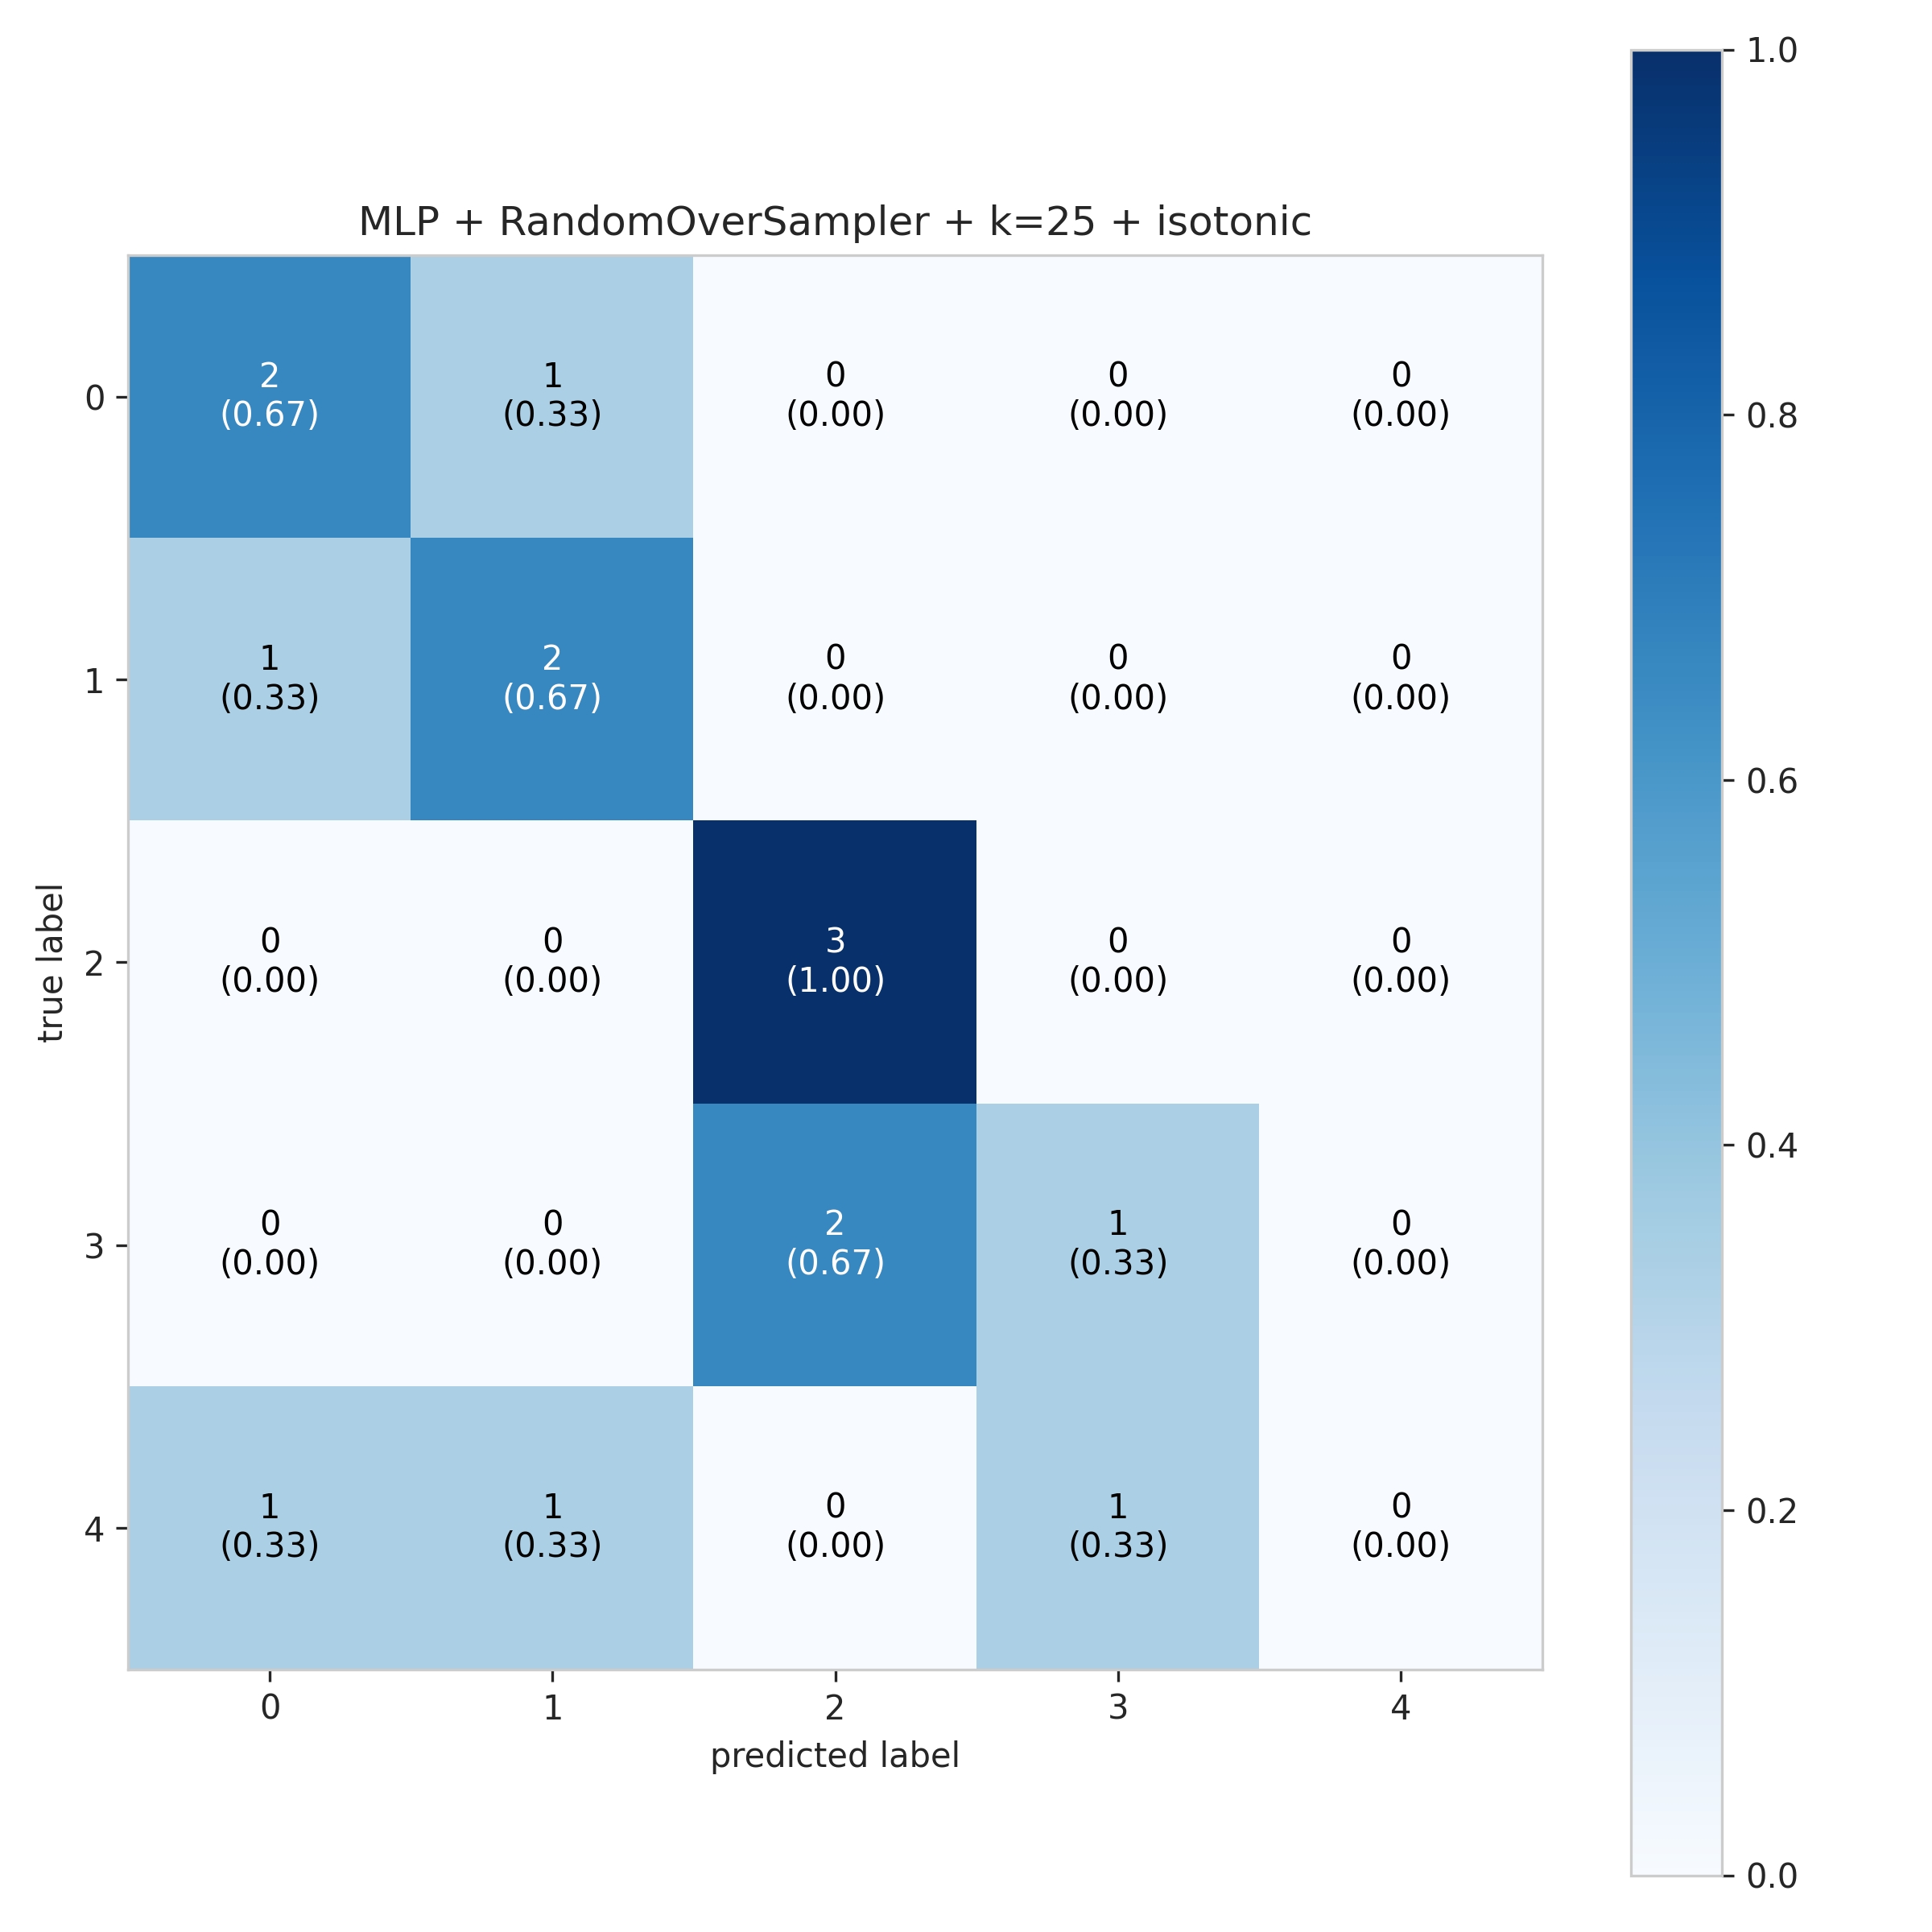 MLP + RandomOverSampler + k=25 + isotonic
1.0
0.8
0.6
0.4
0.2
0.0
true label
0
2 1 0 0 0
(0.67) (0.33) (0.00) (0.00) (0.00)
1
1 2 0 0 0
(0.33) (0.67) (0.00) (0.00) (0.00)
2
0 0 3 0 0
(0.00) (0.00) (1.00) (0.00) (0.00)
3
0 0 2 1 0
(0.00) (0.00) (0.67) (0.33) (0.00)
4
1 1 0 1 0
(0.33) (0.33) (0.00) (0.33) (0.00)
0 1 2 3 4
predicted label